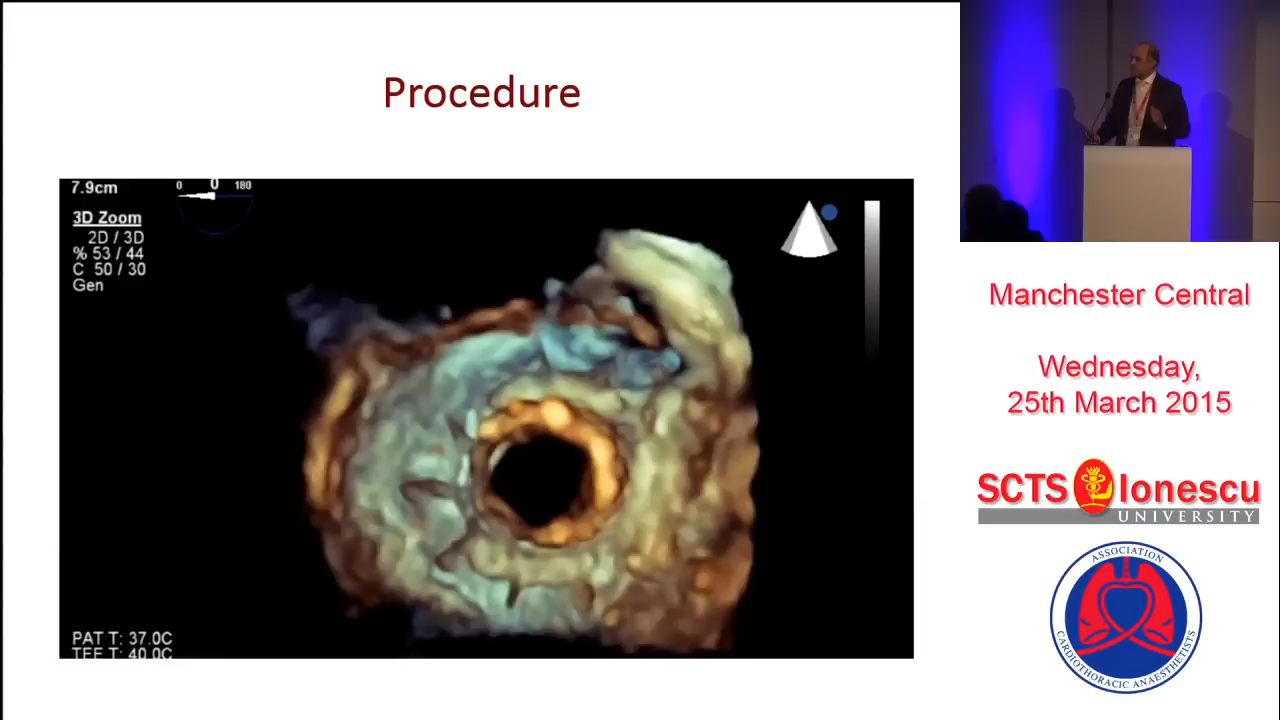 Procedure
7.9cm
0 0 180
3D Zoom
2D / 3D
% 53 / 44
C 50 / 30
Gen
PAT T: 37.0C
TEE T: 40.0C
Manchester Central
Wednesday,
25th March 2015
SCTS Ionescu
UNIVERSITY
ASSOCIATION
CARDIOTHORACIC ANAESTHETISTS